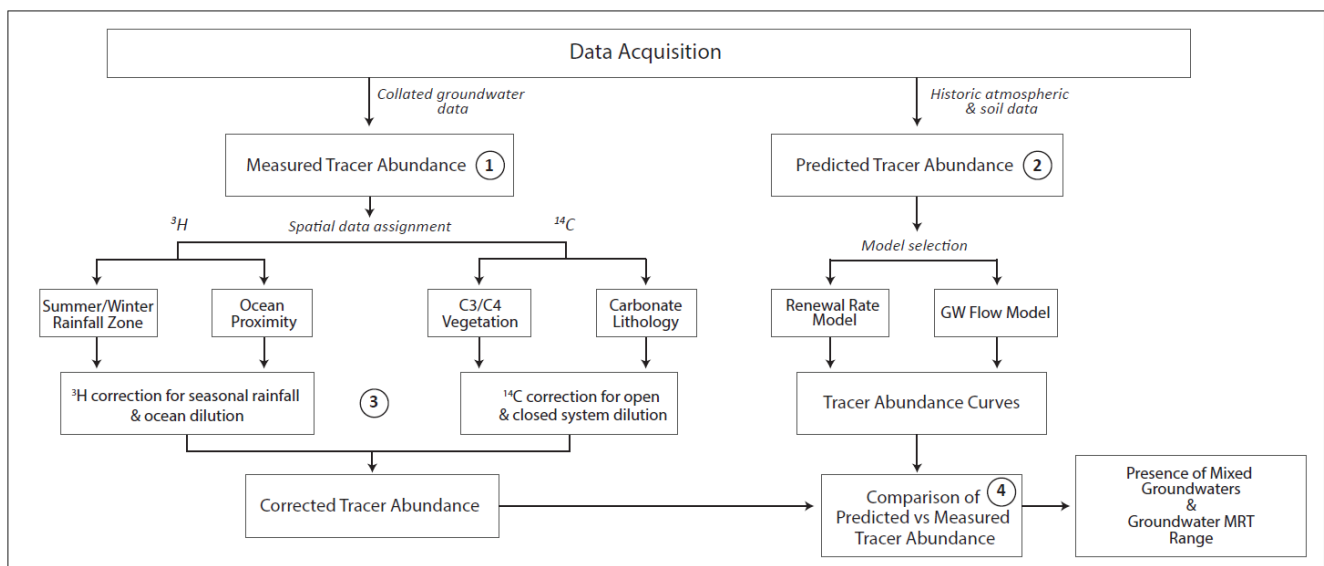 Data Acquisition
Collated groundwater
data
Historic atmospheric
& soil data
Measured Tracer Abundance
1
Predicted Tracer Abundance
2
³H
Spatial data assignment
¹⁴C
Model selection
Summer/Winter
Rainfall Zone
Ocean
Proximity
C3/C4
Vegetation
Carbonate
Lithology
Renewal Rate
Model
GW Flow Model
³H correction for seasonal rainfall
& ocean dilution
3
¹⁴C correction for open
& closed system dilution
Tracer Abundance Curves
Corrected Tracer Abundance
Comparison of
Predicted vs Measured
Tracer Abundance
4
Presence of Mixed
Groundwaters
&
Groundwater MRT
Range